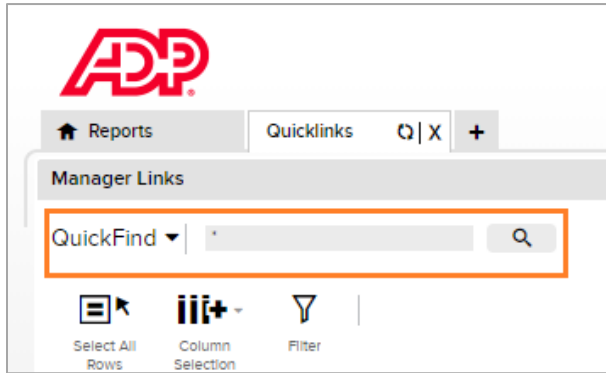 ADP
Reports Quicklinks X +
Manager Links
QuickFind *
Select All Column Filter
Rows Selection